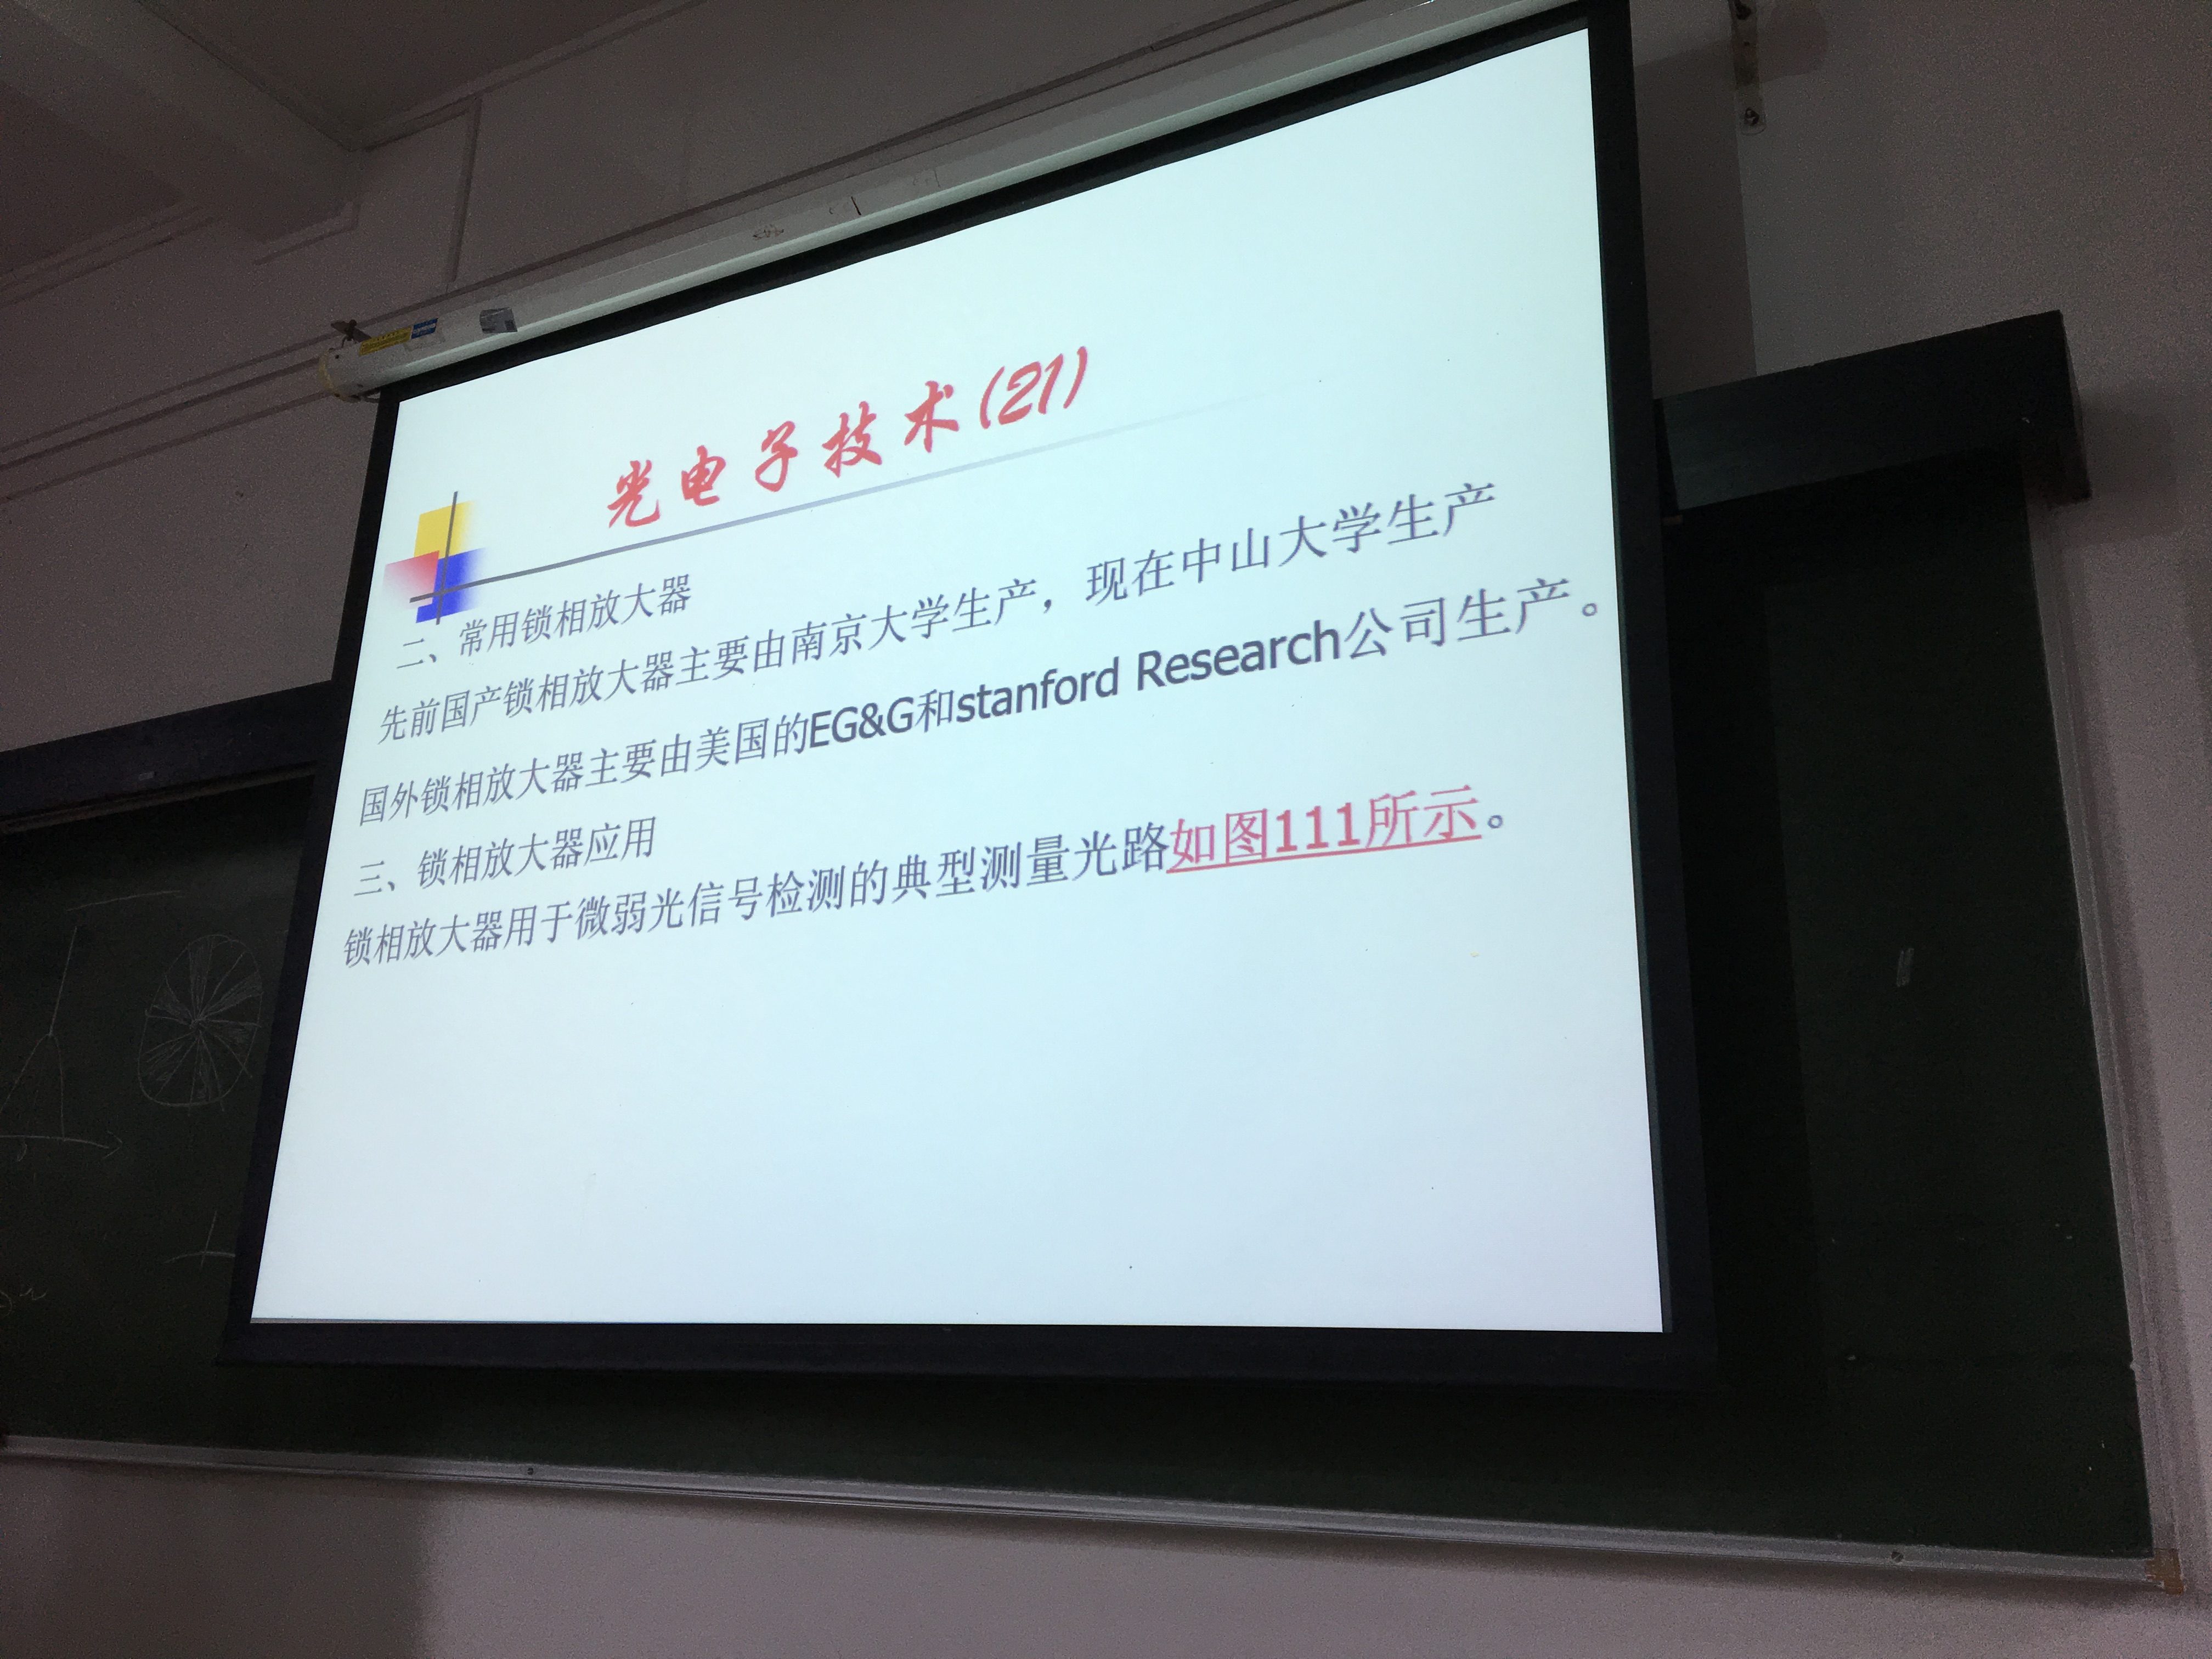 光电子技术(21)
二、常用锁相放大器
先前国产锁相放大器主要由南京大学生产，现在中山大学生产
国外锁相放大器主要由美国的EG&G和stanford Research公司生产。
三、锁相放大器应用
锁相放大器用于微弱光信号检测的典型测量光路如图111所示。